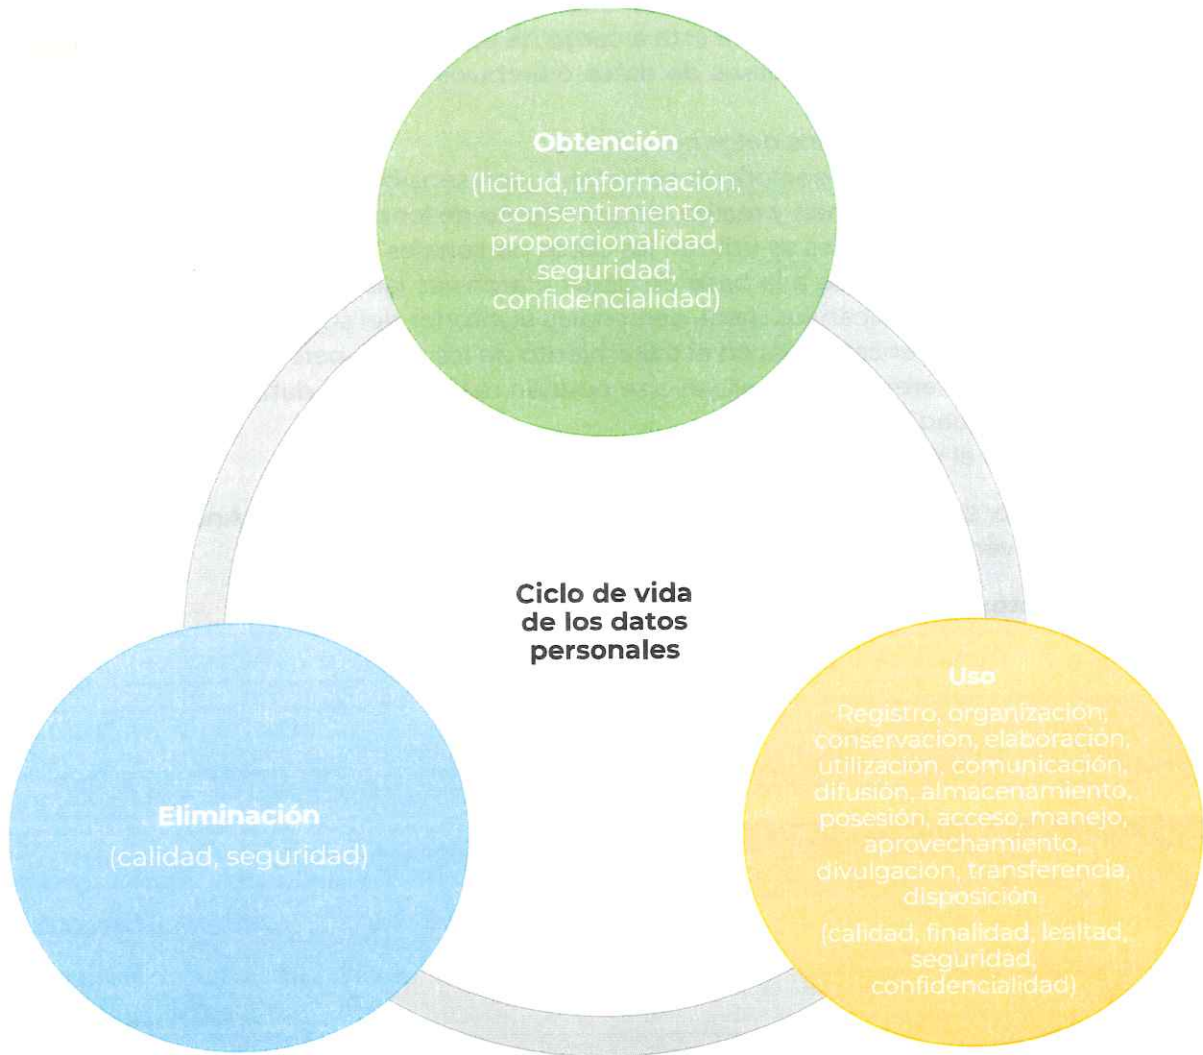 Obtención
(licitud, información,
consentimiento,
proporcionalidad,
seguridad,
confidencialidad)
Ciclo de vida
de los datos
personales
Uso
Registro, organización,
conservación, elaboración,
utilización, comunicación,
difusión, almacenamiento,
posesión, acceso, manejo,
aprovechamiento,
divulgación, transferencia,
disposición
(calidad, finalidad, lealtad,
seguridad,
confidencialidad)
Eliminación
(calidad, seguridad)